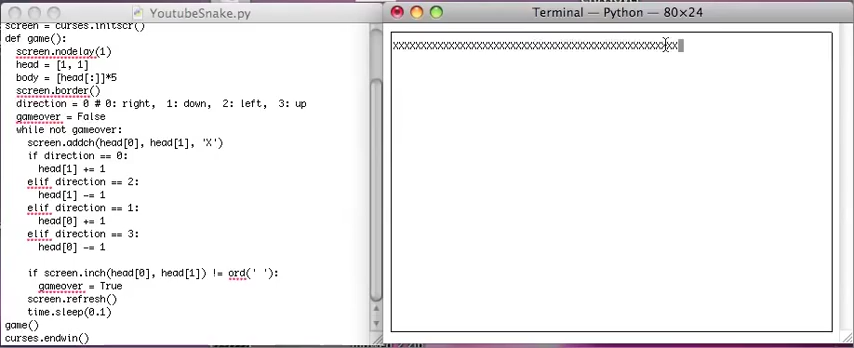 YoutubeSnake.py
screen = curses.initscr()
def game():
screen.nodelay(1)
head = [1, 1]
body = [head[:]]*5
screen.border()
direction = 0 # 0: right, 1: down, 2: left, 3: up
gameover = False
while not gameover:
screen.addch(head[0], head[1], 'X')
if direction == 0:
head[1] += 1
elif direction == 2:
head[1] -= 1
elif direction == 1:
head[0] += 1
elif direction == 3:
head[0] -= 1
if screen.inch(head[0], head[1]) != ord(' '):
gameover = True
screen.refresh()
time.sleep(0.1)
game()
curses.endwin()
Terminal — Python — 80×24